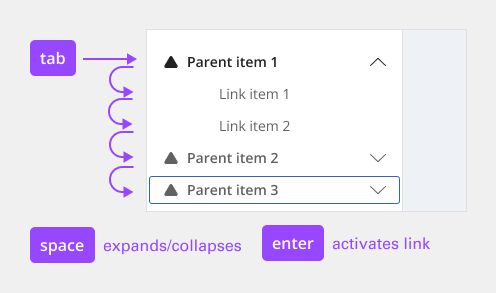 tab
Parent item 1
Link item 1
Link item 2
Parent item 2
Parent item 3
space expands/collapses
enter activates link